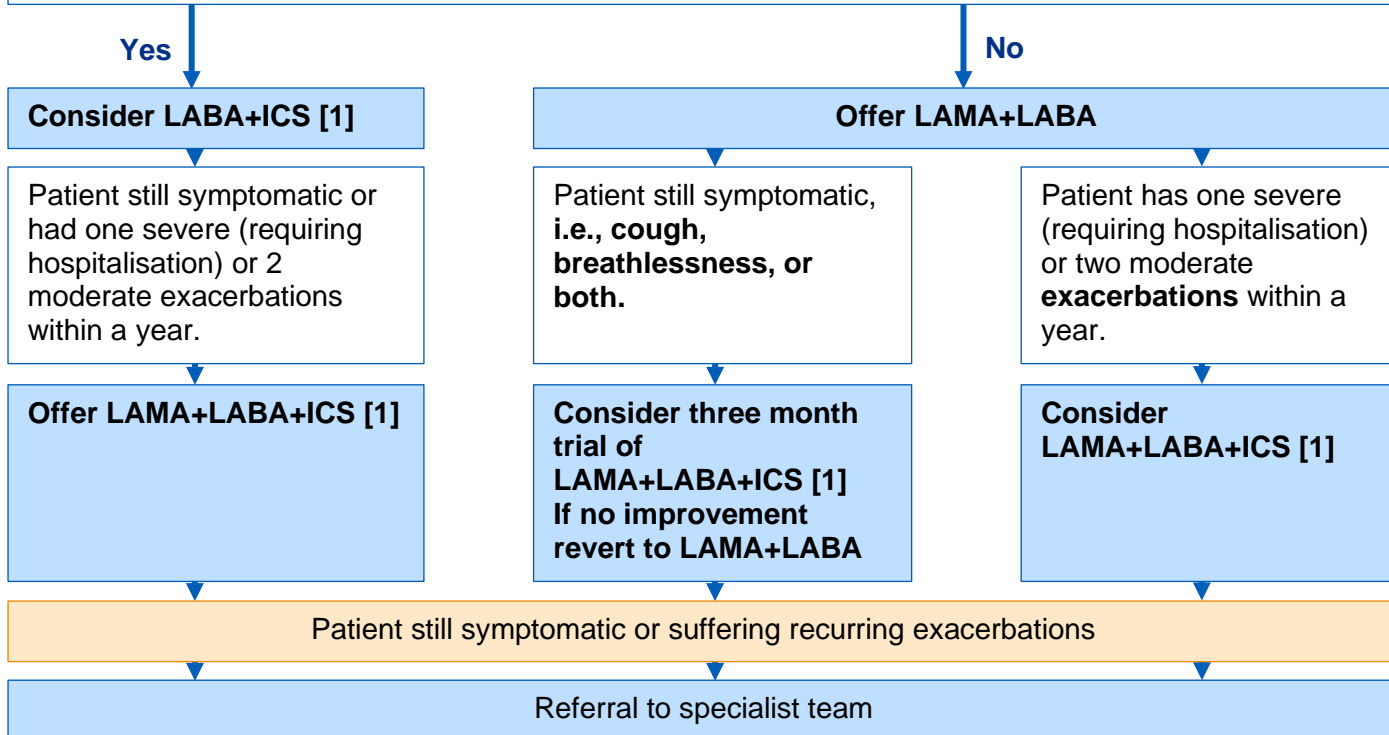 Yes
No
Consider LABA+ICS [1]
Offer LAMA+LABA
Patient still symptomatic or
had one severe (requiring
hospitalisation) or 2
moderate exacerbations
within a year.
Patient still symptomatic,
i.e., cough,
breathlessness, or
both.
Patient has one severe
(requiring hospitalisation)
or two moderate
exacerbations within a
year.
Offer LAMA+LABA+ICS [1]
Consider three month
trial of
LAMA+LABA+ICS [1]
If no improvement
revert to LAMA+LABA
Consider
LAMA+LABA+ICS [1]
Patient still symptomatic or suffering recurring exacerbations
Referral to specialist team